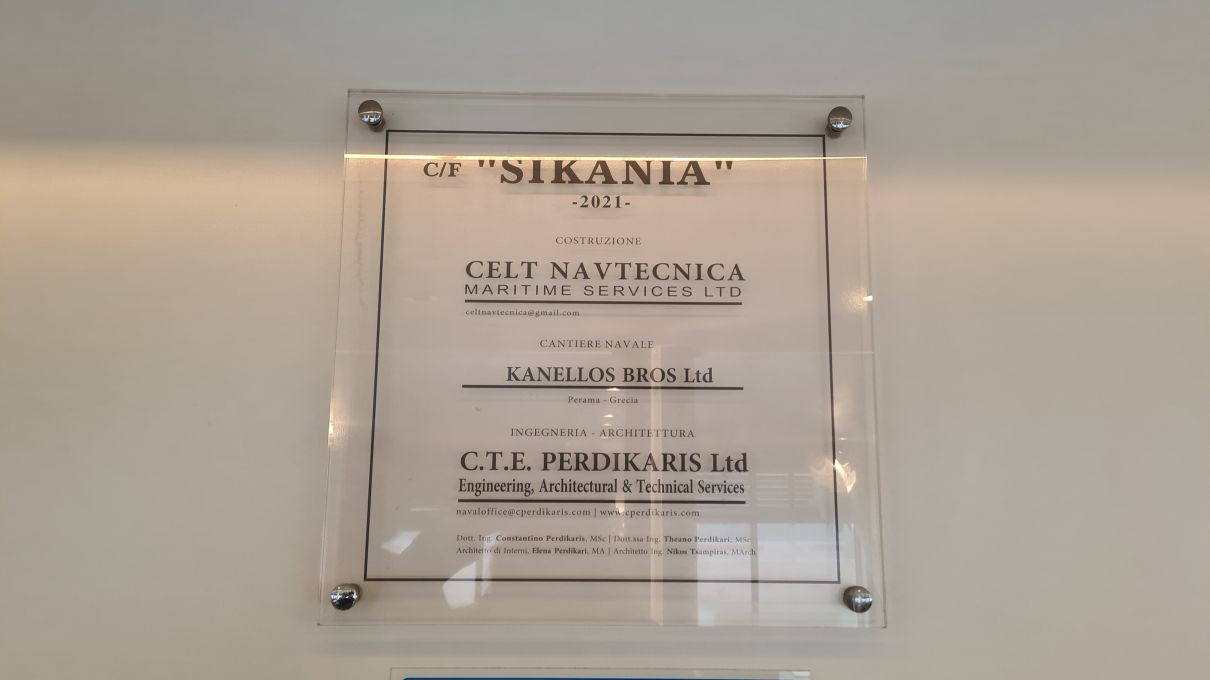 C/F "SIKANIA"
-2021-
COSTRUZIONE
CELT NAVTECNICA
MARITIME SERVICES LTD
celtnavtecnica@gmail.com
CANTIERE NAVALE
KANELLOS BROS Ltd
Perama - Grecia
INGEGNERIA - ARCHITETTURA
C.T.E. PERDIKARIS Ltd
Engineering, Architectural & Technical Services
navaloffice@cperdikaris.com | www.cperdikaris.com
Dott. Ing. Constantino Perdikaris, MSc | Dott.ssa Ing. Theano Perdikari, MSc
Architetto di Interni, Elena Perdikari, MA | Architetto Ing. Nikos Tsampiras, MArch